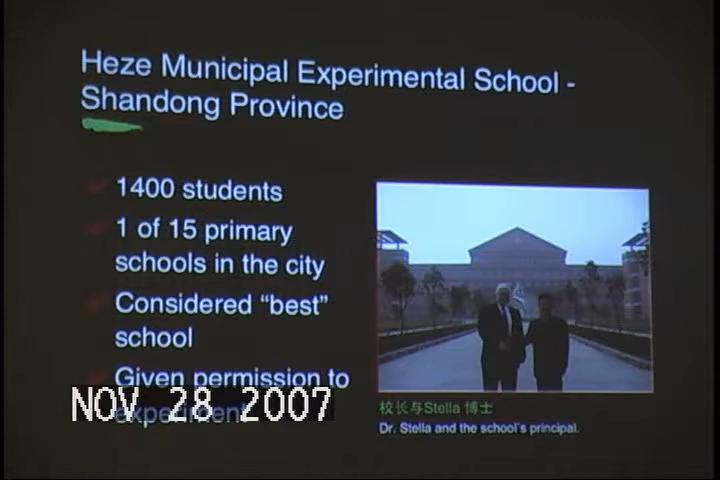 Heze Municipal Experimental School -
Shandong Province
1400 students
1 of 15 primary
schools in the city
Considered “best”
school
Given permission to
experiment
NOV 28 2007
校长与Stella 博士
Dr. Stella and the school's principal.